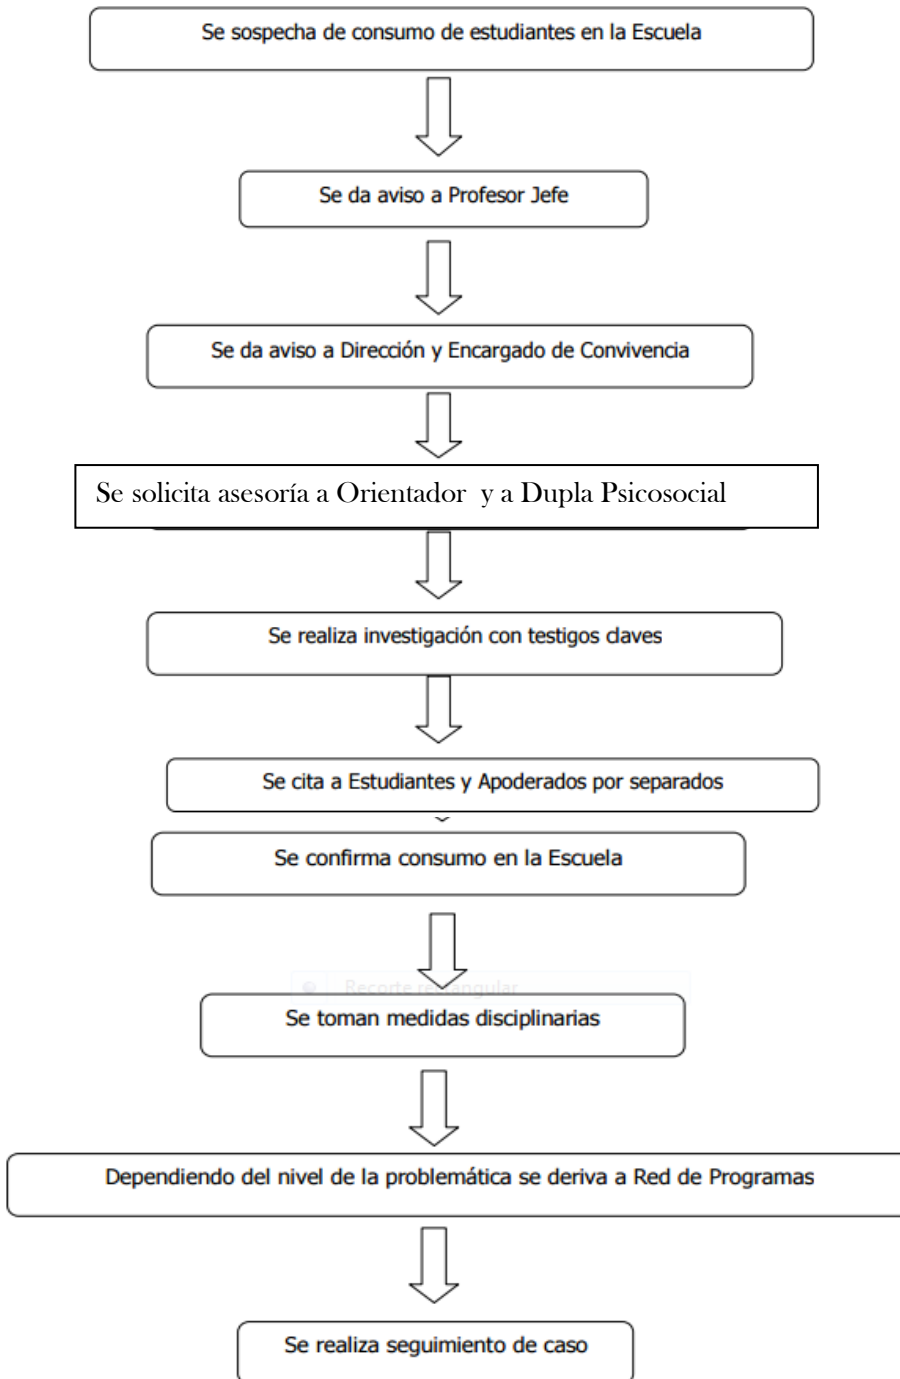 Se sospecha de consumo de estudiantes en la Escuela
Se da aviso a Profesor Jefe
Se da aviso a Dirección y Encargado de Convivencia
Se solicita asesoría a Orientador y a Dupla Psicosocial
Se realiza investigación con testigos claves
Se cita a Estudiantes y Apoderados por separados
Se confirma consumo en la Escuela
Recorte rectangular
Se toman medidas disciplinarias
Dependiendo del nivel de la problemática se deriva a Red de Programas
Se realiza seguimiento de caso